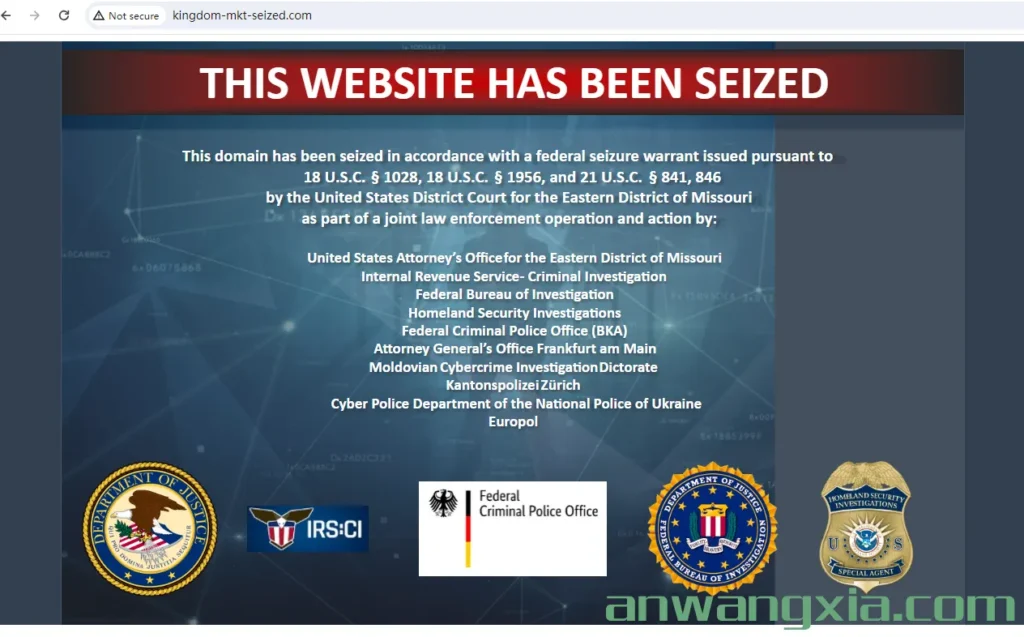 Not secure
kingdom-mkt-seized.com
THIS WEBSITE HAS BEEN SEIZED
This domain has been seized in accordance with a federal seizure warrant issued pursuant to
18 U.S.C. § 1028, 18 U.S.C. § 1956, and 21 U.S.C. § 841, 846
by the United States District Court for the Eastern District of Missouri
as part of a joint law enforcement operation and action by:
United States Attorney's Office for the Eastern District of Missouri
Internal Revenue Service- Criminal Investigation
Federal Bureau of Investigation
Homeland Security Investigations
Federal Criminal Police Office (BKA)
Attorney General's Office Frankfurt am Main
Moldovian Cybercrime Investigation Dictorate
Kantonspolizei Zürich
Cyber Police Department of the National Police of Ukraine
Europol
DEPARTMENT OF JUSTICE
QUI PRO DOMINA JUSTITIA SEQUITUR
IRS:CI
Federal
Criminal Police Office
DEPARTMENT OF JUSTICE
FEDERAL BUREAU OF INVESTIGATION
HOMELAND SECURITY
INVESTIGATIONS
U S
SPECIAL AGENT
anwangxia.com